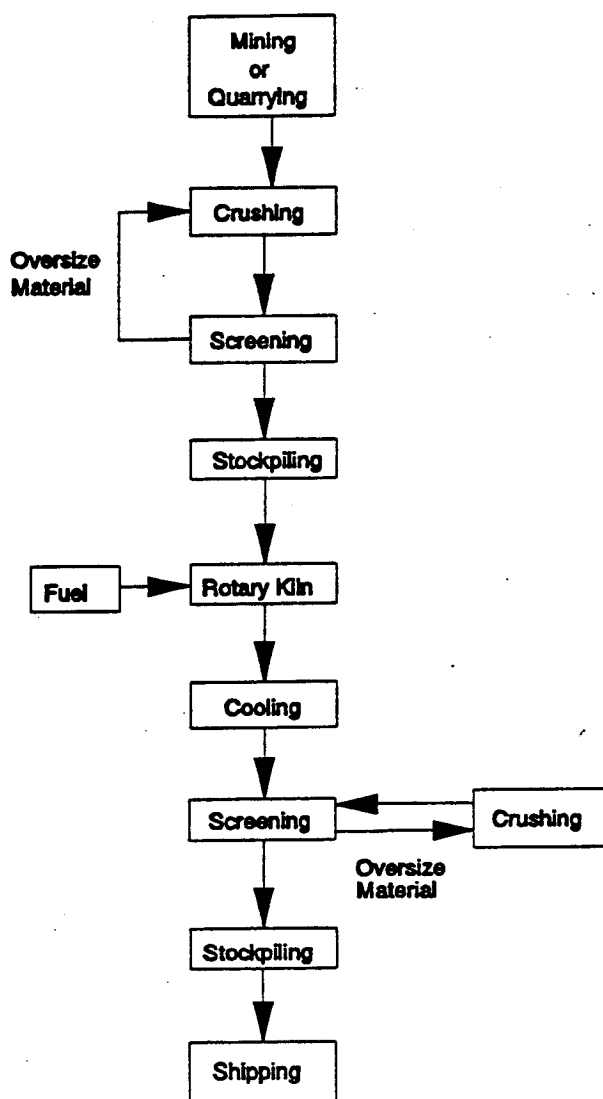 Mining
or
Quarrying
Crushing
Oversize
Material
Screening
Stockpiling
Fuel
Rotary Kiln
Cooling
Screening
Crushing
Oversize
Material
Stockpiling
Shipping